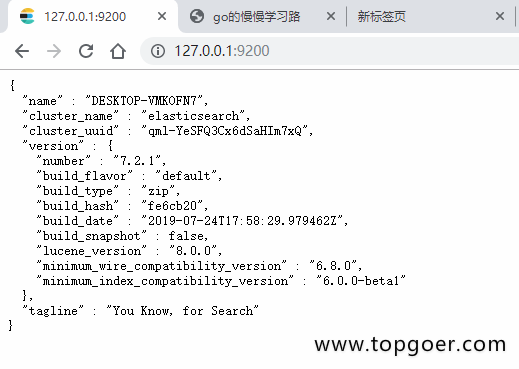 127.0.0.1:9200
go的慢慢学习路
新标签页
127.0.0.1:9200
{
  "name" : "DESKTOP-VMKOFN7",
  "cluster_name" : "elasticsearch",
  "cluster_uuid" : "qml-YeSFQ3Cx6dSaHIm7xQ",
  "version" : {
    "number" : "7.2.1",
    "build_flavor" : "default",
    "build_type" : "zip",
    "build_hash" : "fe6cb20",
    "build_date" : "2019-07-24T17:58:29.979462Z",
    "build_snapshot" : false,
    "lucene_version" : "8.0.0",
    "minimum_wire_compatibility_version" : "6.8.0",
    "minimum_index_compatibility_version" : "6.0.0-beta1"
  },
  "tagline" : "You Know, for Search"
}
www.topgoer.com